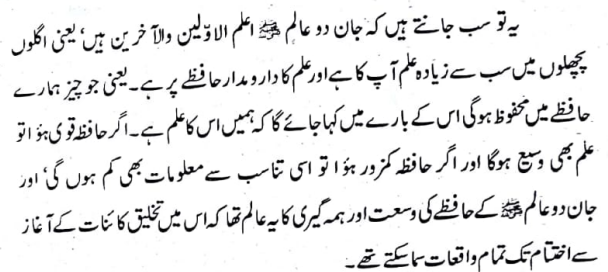 یہ تو سب جانتے ہیں کہ جان دو عالم ﷺ اعلم الاوّلین والآخرین ہیں، یعنی اگلوں
پچھلوں میں سب سے زیادہ علم آپ کا ہے اور علم کا دارومدار حافظے پر ہے۔ یعنی جو چیز ہمارے
حافظے میں محفوظ ہوگی اس کے بارے میں کہا جائے گا کہ ہمیں اس کا علم ہے۔ اگر حافظہ قوی ہؤا تو
علم بھی وسیع ہوگا اور اگر حافظہ کمزور ہؤا تو اسی تناسب سے معلومات بھی کم ہوں گی، اور
جان دو عالم ﷺ کے حافظے کی وسعت اور ہمہ گیری کا یہ عالم تھا کہ اس میں تخلیق کائنات کے آغاز
سے اختتام تک تمام واقعات سما سکتے تھے۔